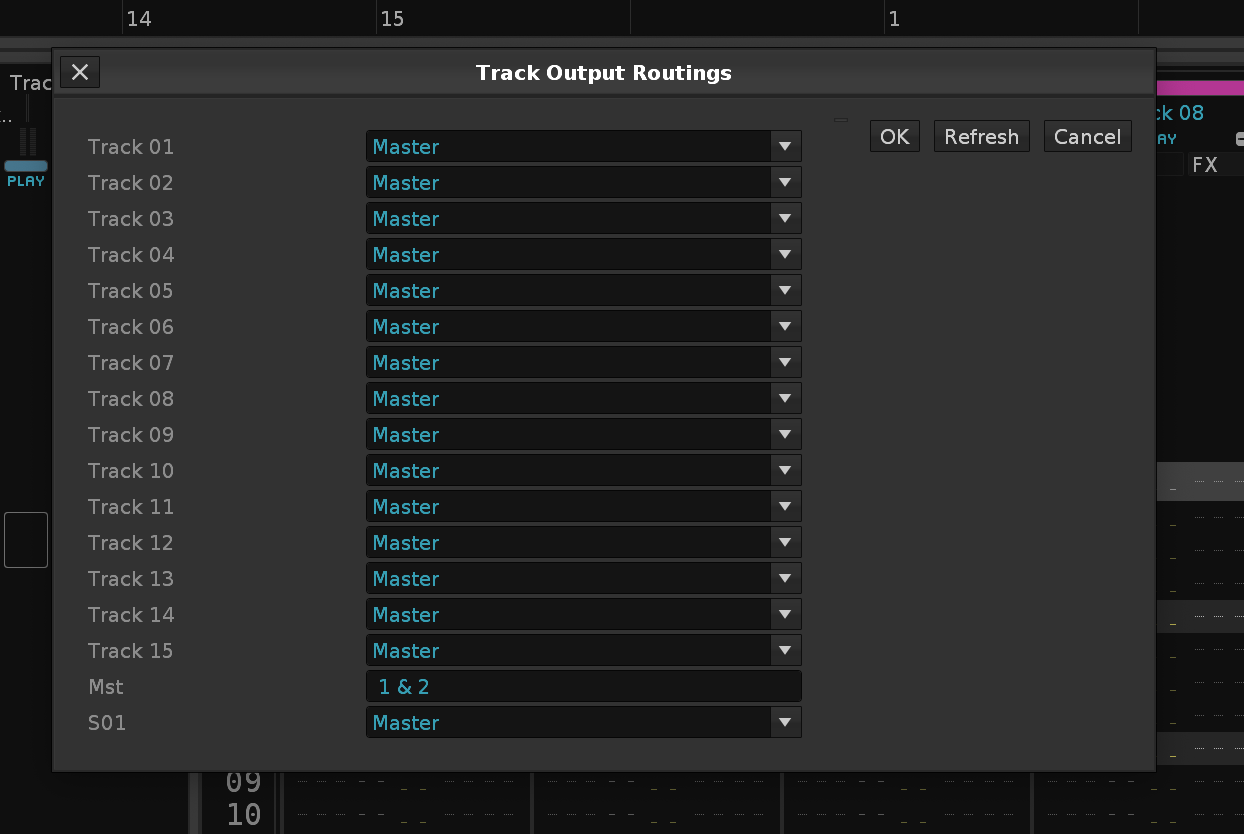 14 15 1
Track Output Routings
Trac
ck 08
OK Refresh Cancel
AY
PLAY
FX
Track 01 Master
Track 02 Master
Track 03 Master
Track 04 Master
Track 05 Master
Track 06 Master
Track 07 Master
Track 08 Master
Track 09 Master
Track 10 Master
Track 11 Master
Track 12 Master
Track 13 Master
Track 14 Master
Track 15 Master
Mst 1 & 2
S01 Master
09
10